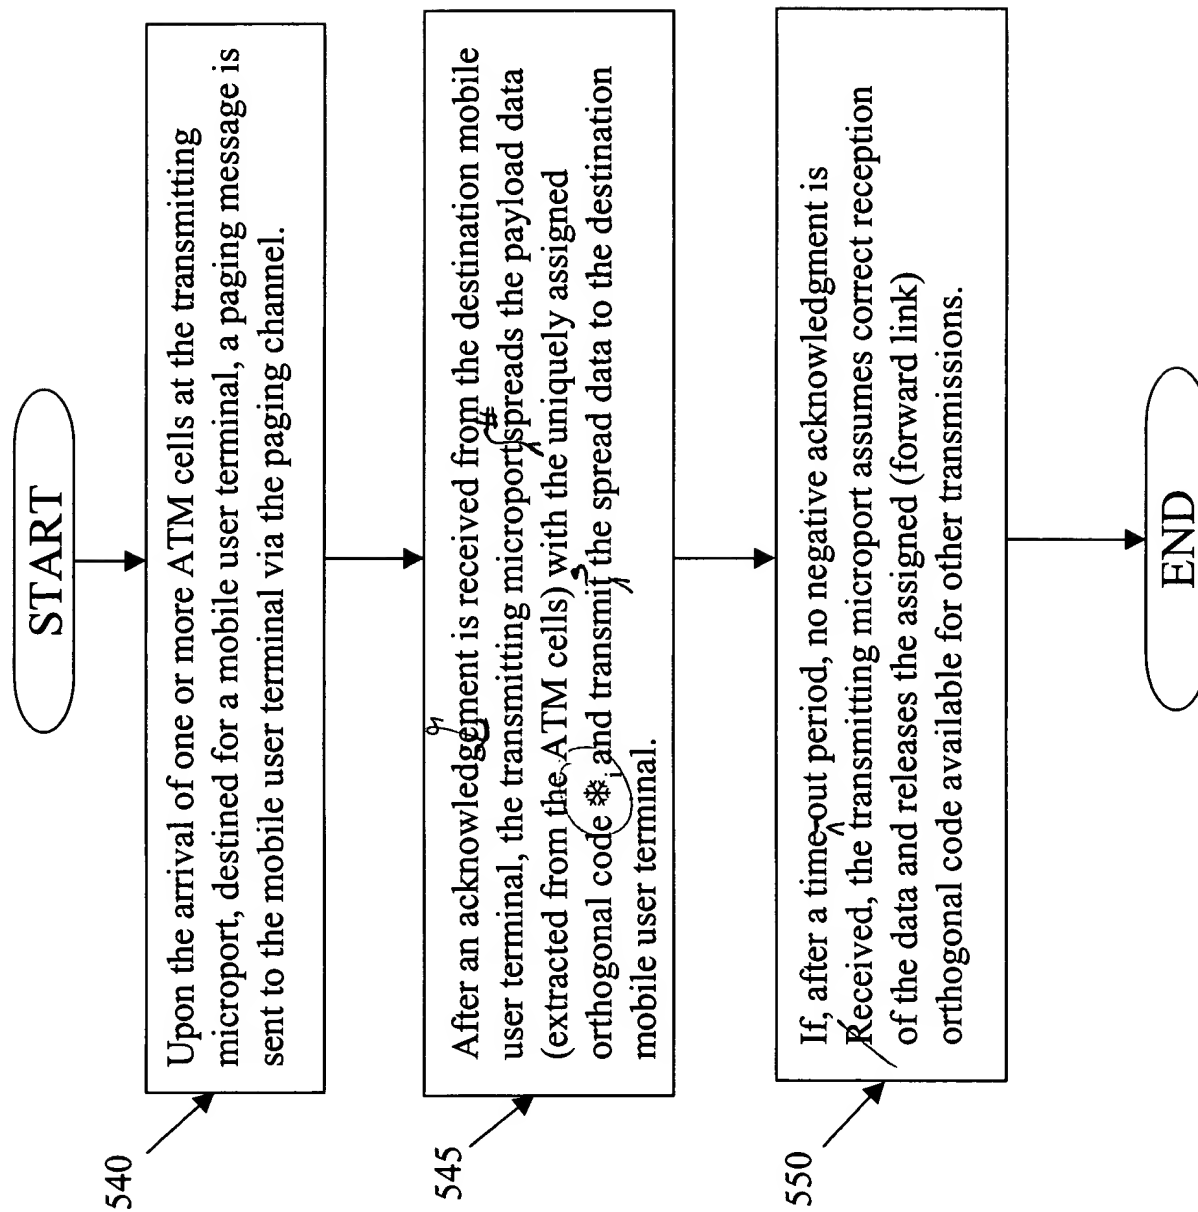 START
540
Upon the arrival of one or more ATM cells at the transmitting
microport, destined for a mobile user terminal, a paging message is
sent to the mobile user terminal via the paging channel.
545
After an acknowledgement is received from the destination mobile
user terminal, the transmitting microport spreads the payload data
(extracted from the ATM cells) with the uniquely assigned
orthogonal code ❄i and transmit the spread data to the destination
mobile user terminal.
550
If, after a time-out period, no negative acknowledgment is
Received, the transmitting microport assumes correct reception
of the data and releases the assigned (forward link)
orthogonal code available for other transmissions.
END